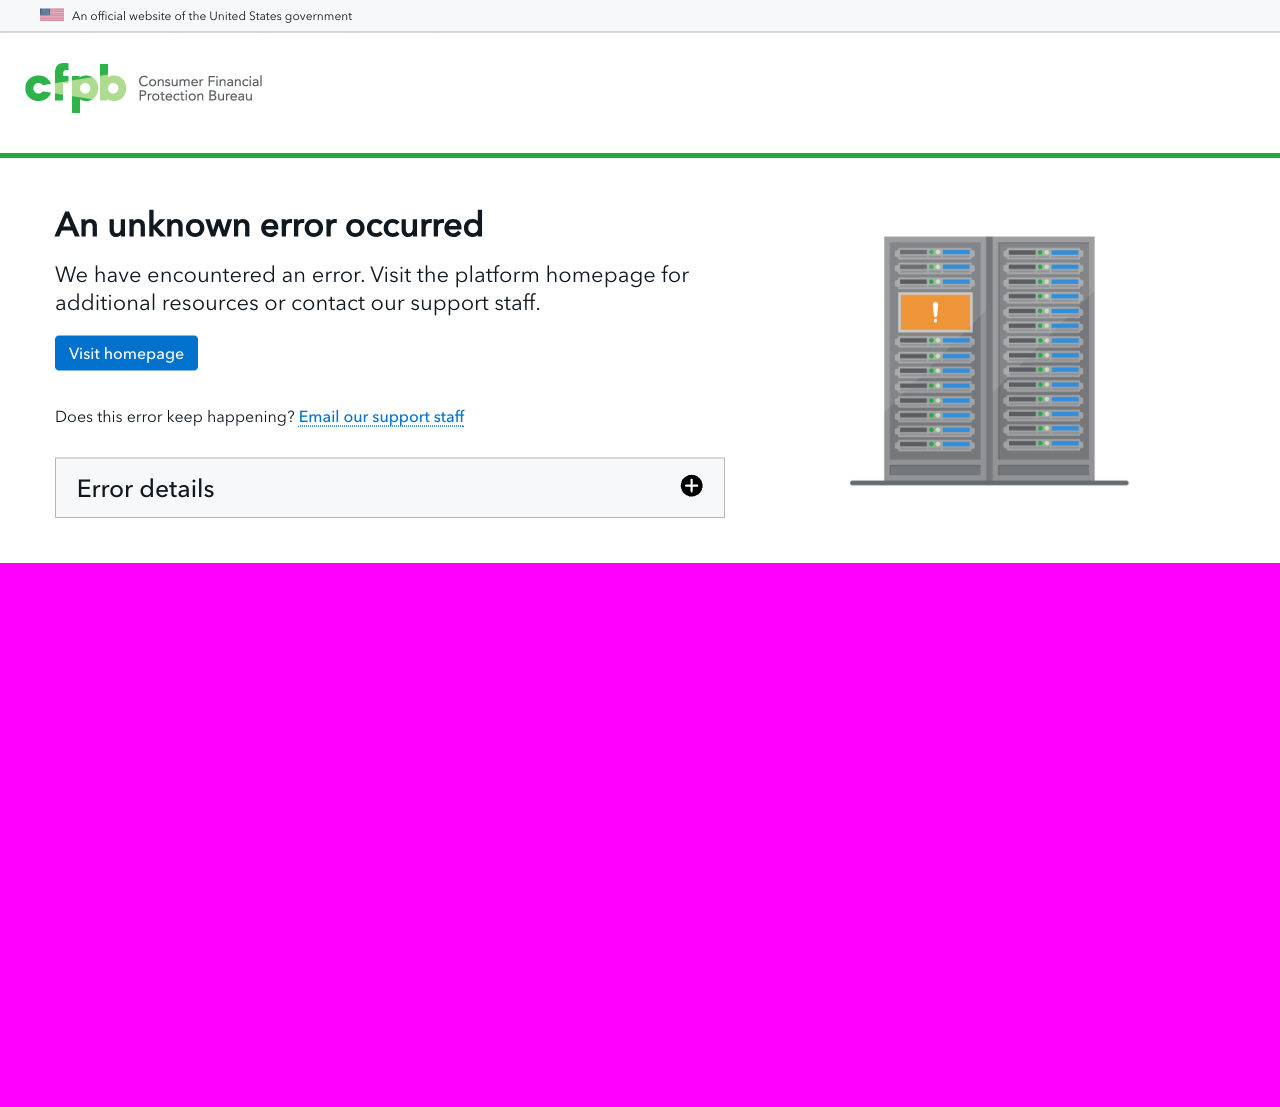 An official website of the United States government
cfpb Consumer Financial
Protection Bureau
An unknown error occurred
We have encountered an error. Visit the platform homepage for
additional resources or contact our support staff.
Visit homepage
Does this error keep happening? Email our support staff
Error details
!